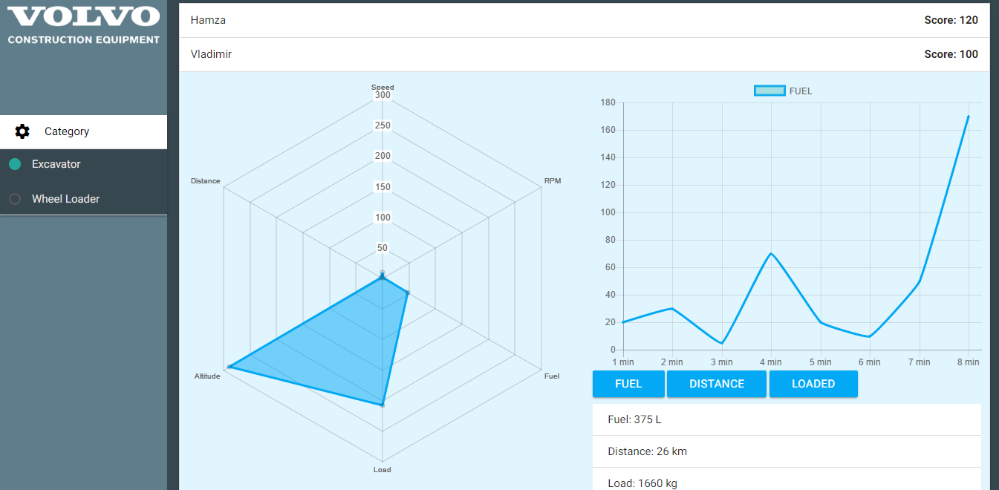 VOLVO
CONSTRUCTION EQUIPMENT
Category
Excavator
Wheel Loader
Hamza Score: 120
Vladimir Score: 100
Speed
300
250
200
150
100
50
Distance
RPM
Altitude
Fuel
Load
FUEL
180
160
140
120
100
80
60
40
20
0
1 min 2 min 3 min 4 min 5 min 6 min 7 min 8 min
FUEL DISTANCE LOADED
Fuel: 375 L
Distance: 26 km
Load: 1660 kg